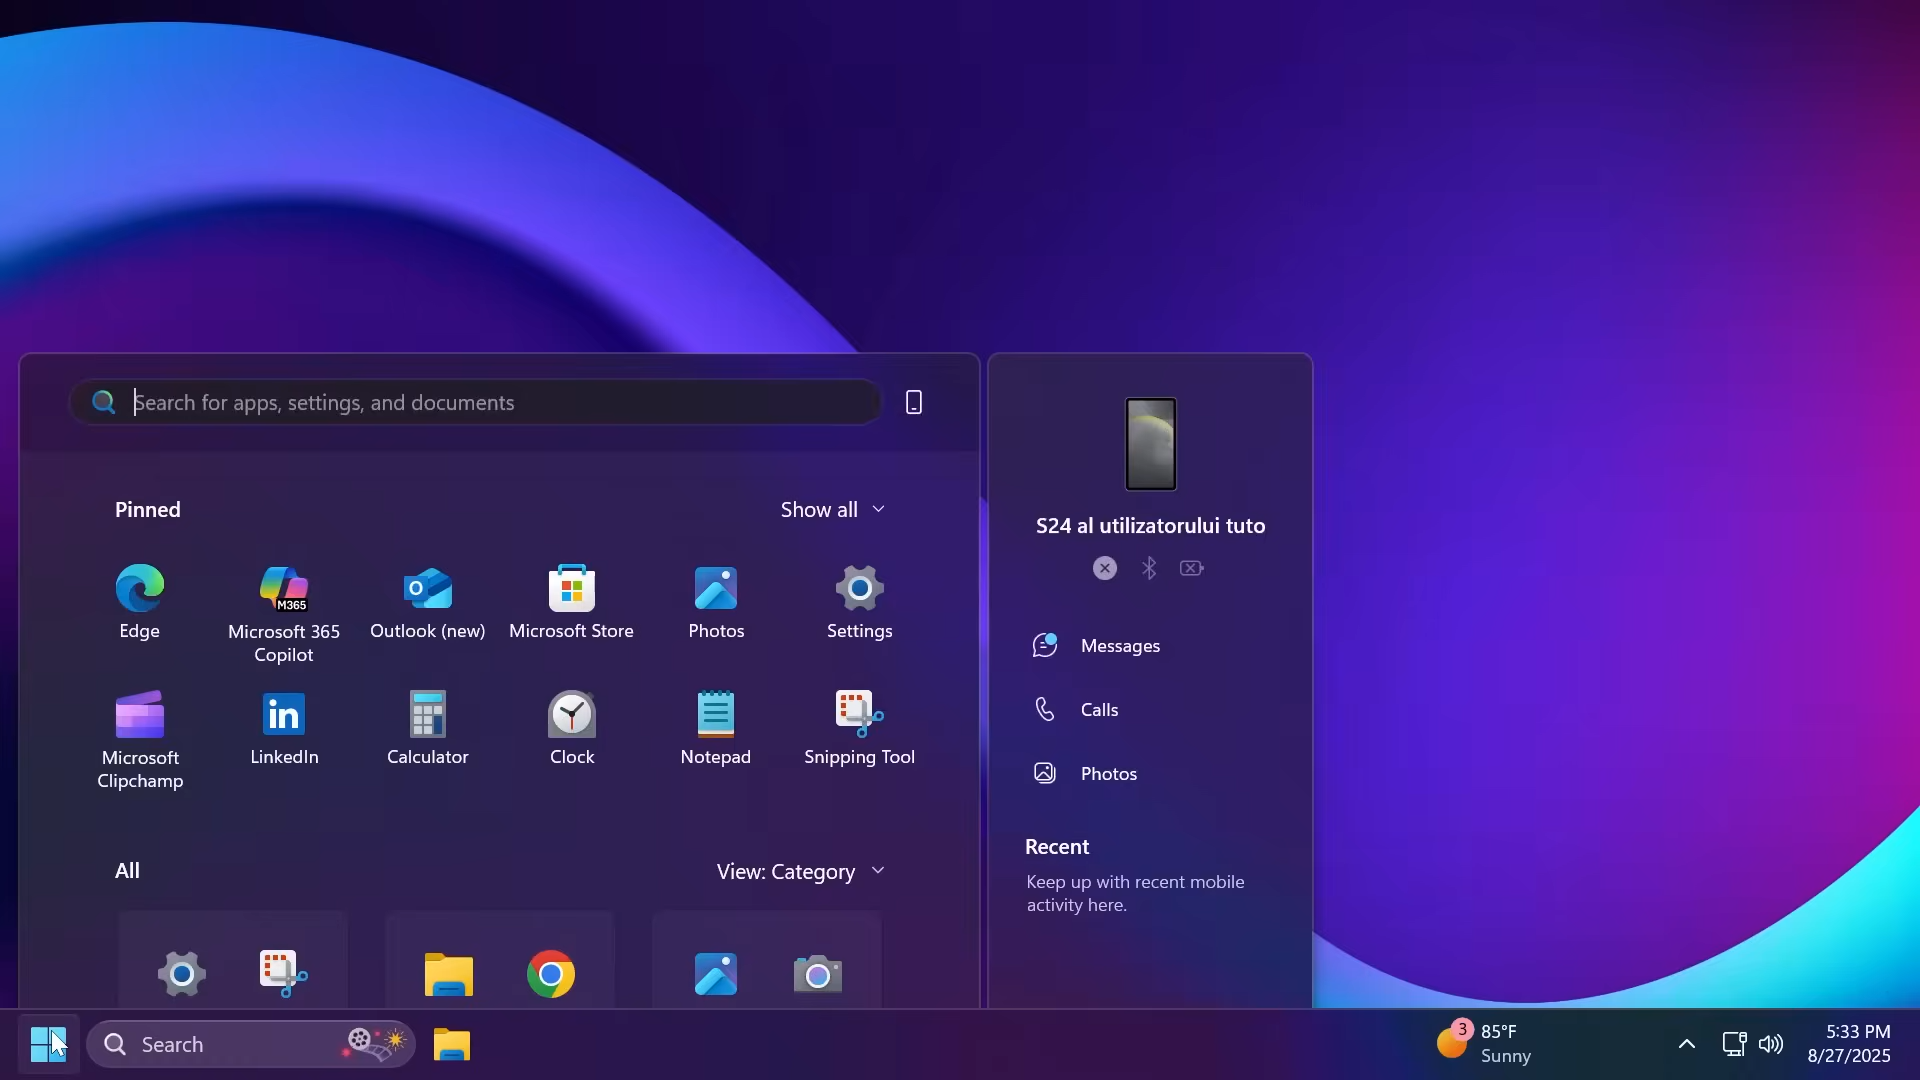 Search for apps, settings, and documents
Pinned
Show all
Edge
Microsoft 365
Copilot
M365
Outlook (new)
Microsoft Store
Photos
Settings
Microsoft
Clipchamp
LinkedIn
Calculator
Clock
Notepad
Snipping Tool
All
View: Category
S24 al utilizatorului tuto
Messages
Calls
Photos
Recent
Keep up with recent mobile
activity here.
Search
3
85°F
Sunny
5:33 PM
8/27/2025